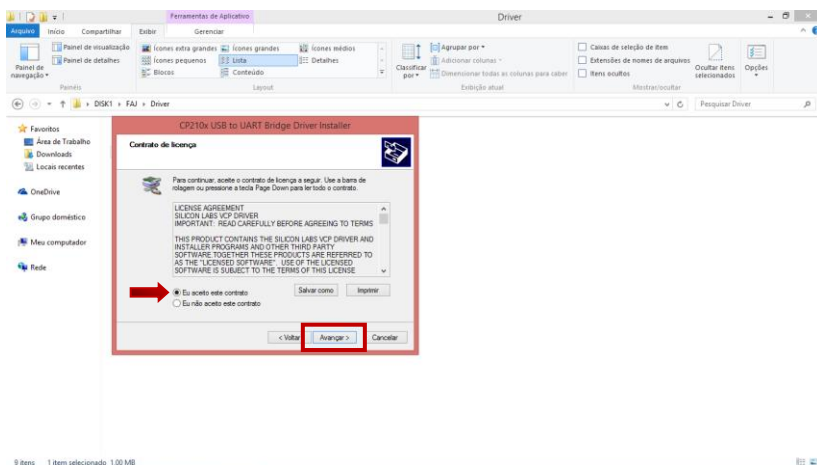 Ferramentas de Aplicativo
Driver
Arquivo Início Compartilhar Exibir Gerenciar
Painel de navegação
Painel de visualização
Painel de detalhes
Painéis
Ícones extra grandes Ícones grandes Ícones médios
Ícones pequenos Lista Detalhes
Blocos Conteúdo
Layout
Classificar por
Agrupar por
Adicionar colunas
Dimensionar todas as colunas para caber
Exibição atual
Caixas de seleção de item
Extensões de nomes de arquivos
Itens ocultos
Ocultar itens selecionados
Mostrar/ocultar
Opções
DISK1 FAJ Driver
Pesquisar Driver
Favoritos
Área de Trabalho
Downloads
Locais recentes
OneDrive
Grupo doméstico
Meu computador
Rede
CP210x USB to UART Bridge Driver Installer
Contrato de licença
Para continuar, aceite o contrato de licença a seguir. Use a barra de
rolagem ou pressione a tecla Page Down para ler todo o contrato.
LICENSE AGREEMENT
SILICON LABS VCP DRIVER
IMPORTANT: READ CAREFULLY BEFORE AGREEING TO TERMS
THIS PRODUCT CONTAINS THE SILICON LABS VCP DRIVER AND
INSTALLER PROGRAMS AND OTHER THIRD PARTY
SOFTWARE. TOGETHER THESE PRODUCTS ARE REFERRED TO
AS THE "LICENSED SOFTWARE". USE OF THE LICENSED
SOFTWARE IS SUBJECT TO THE TERMS OF THIS LICENSE
Eu aceito este contrato
Eu não aceito este contrato
Salvar como Imprimir
< Voltar Avançar > Cancelar
9 itens 1 item selecionado 1,00 MB